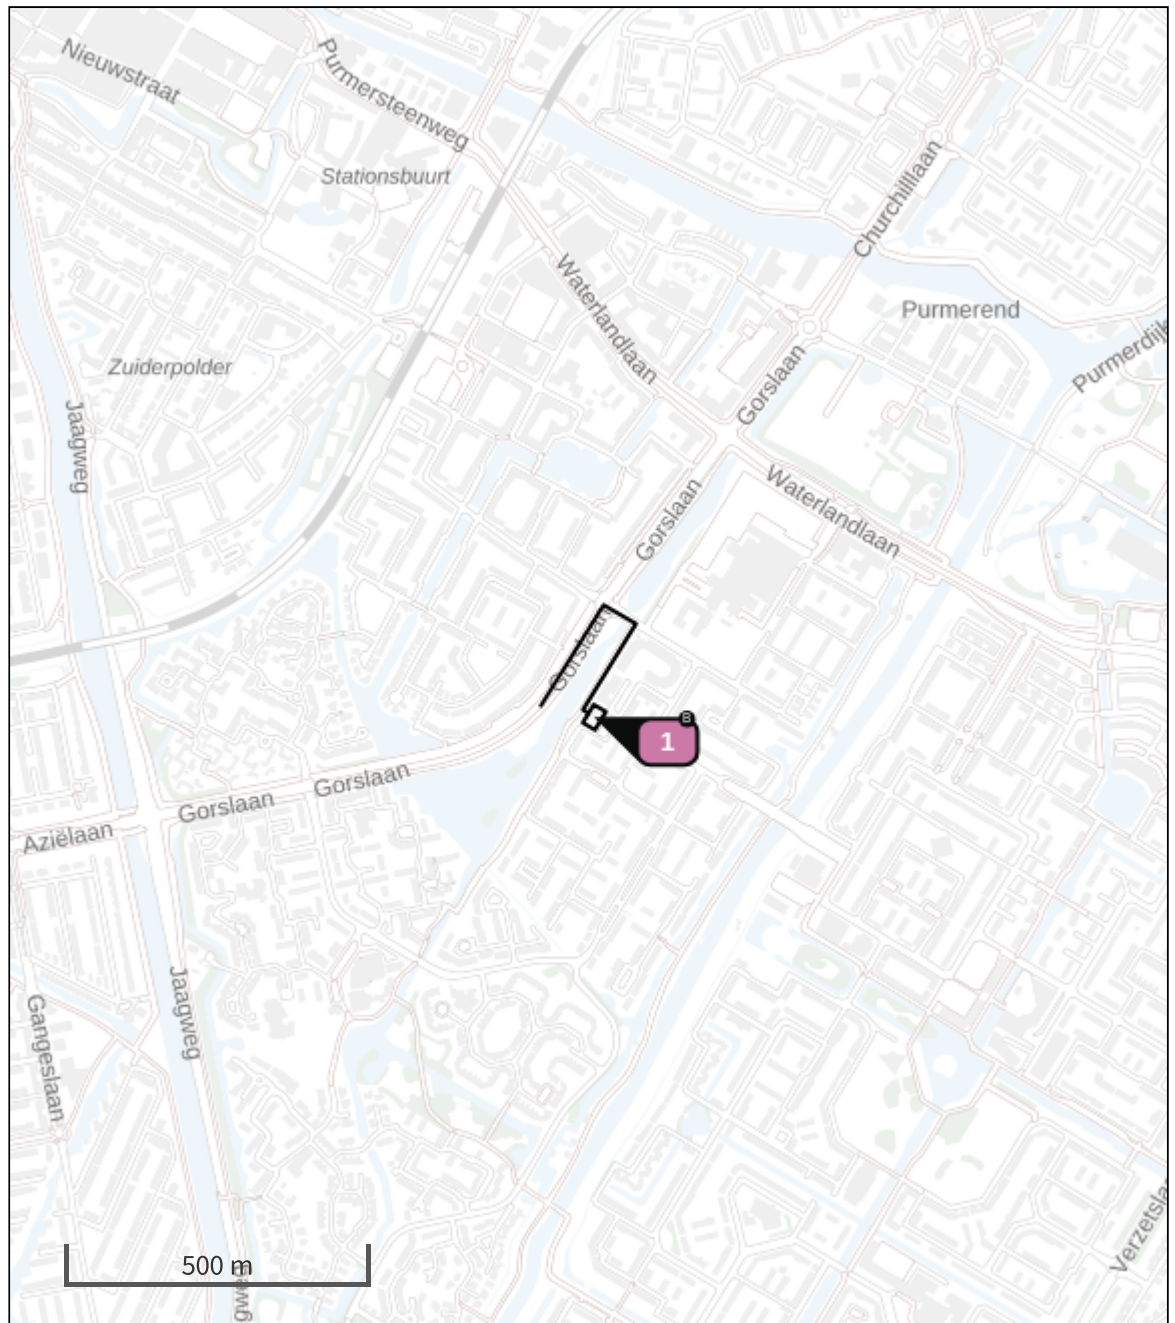 Nieuwstraat
Purmersteenweg
Stationsbuurt
Churchilllaan
Waterlandlaan
Purmerend
Zuiderpolder
Purmerdijk
Gorslaan
Jaagweg
Waterlandlaan
Gorslaan
Gorslaan
B
1
Gorslaan
Gorslaan
Aziëlaan
Jaagweg
Gangeslaan
500 m